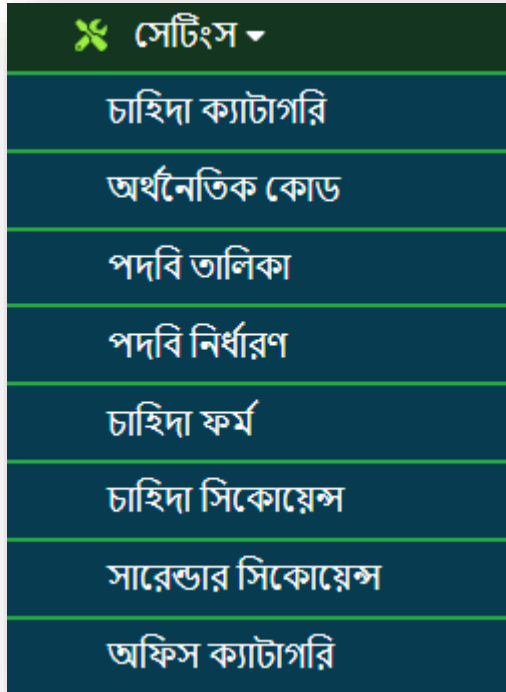 সেটিংস
চাহিদা ক্যাটাগরি
অর্থনৈতিক কোড
পদবি তালিকা
পদবি নির্ধারণ
চাহিদা ফর্ম
চাহিদা সিকোয়েন্স
সারেন্ডার সিকোয়েন্স
অফিস ক্যাটাগরি